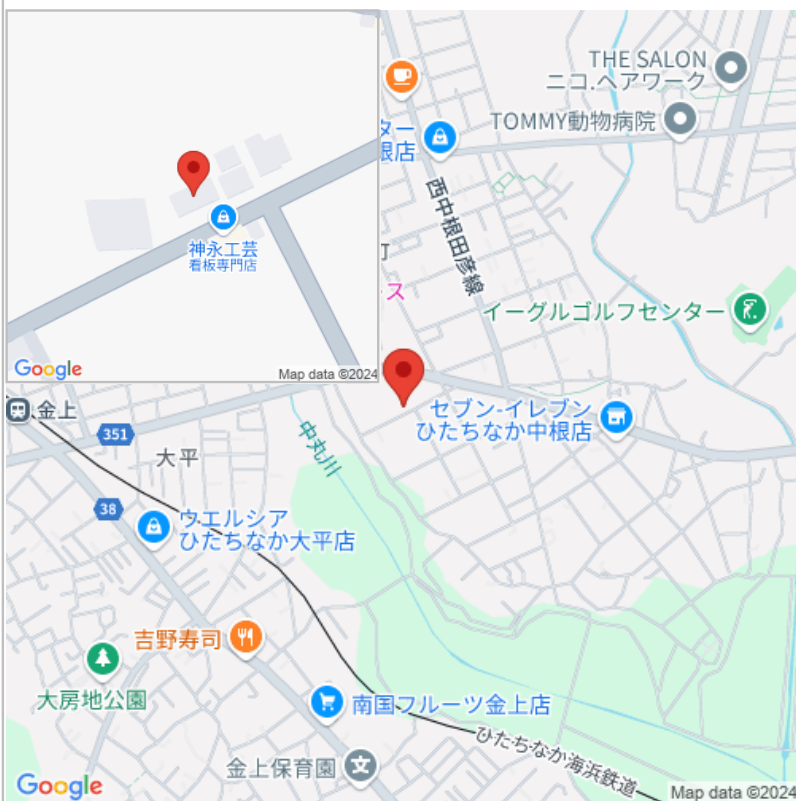 神永工芸
看板専門店
Google
Map data ©2024
THE SALON
ニコ.ヘアワーク
TOMMY動物病院
ター
根店
西中根田彦線
町
ース
イーグルゴルフセンター
セブン-イレブン
ひたちなか中根店
金上
351
中丸川
大平
38
ウエルシア
ひたちなか大平店
吉野寿司
大房地公園
南国フルーツ金上店
ひたちなか海浜鉄道
金上保育園
Google
Map data ©2024